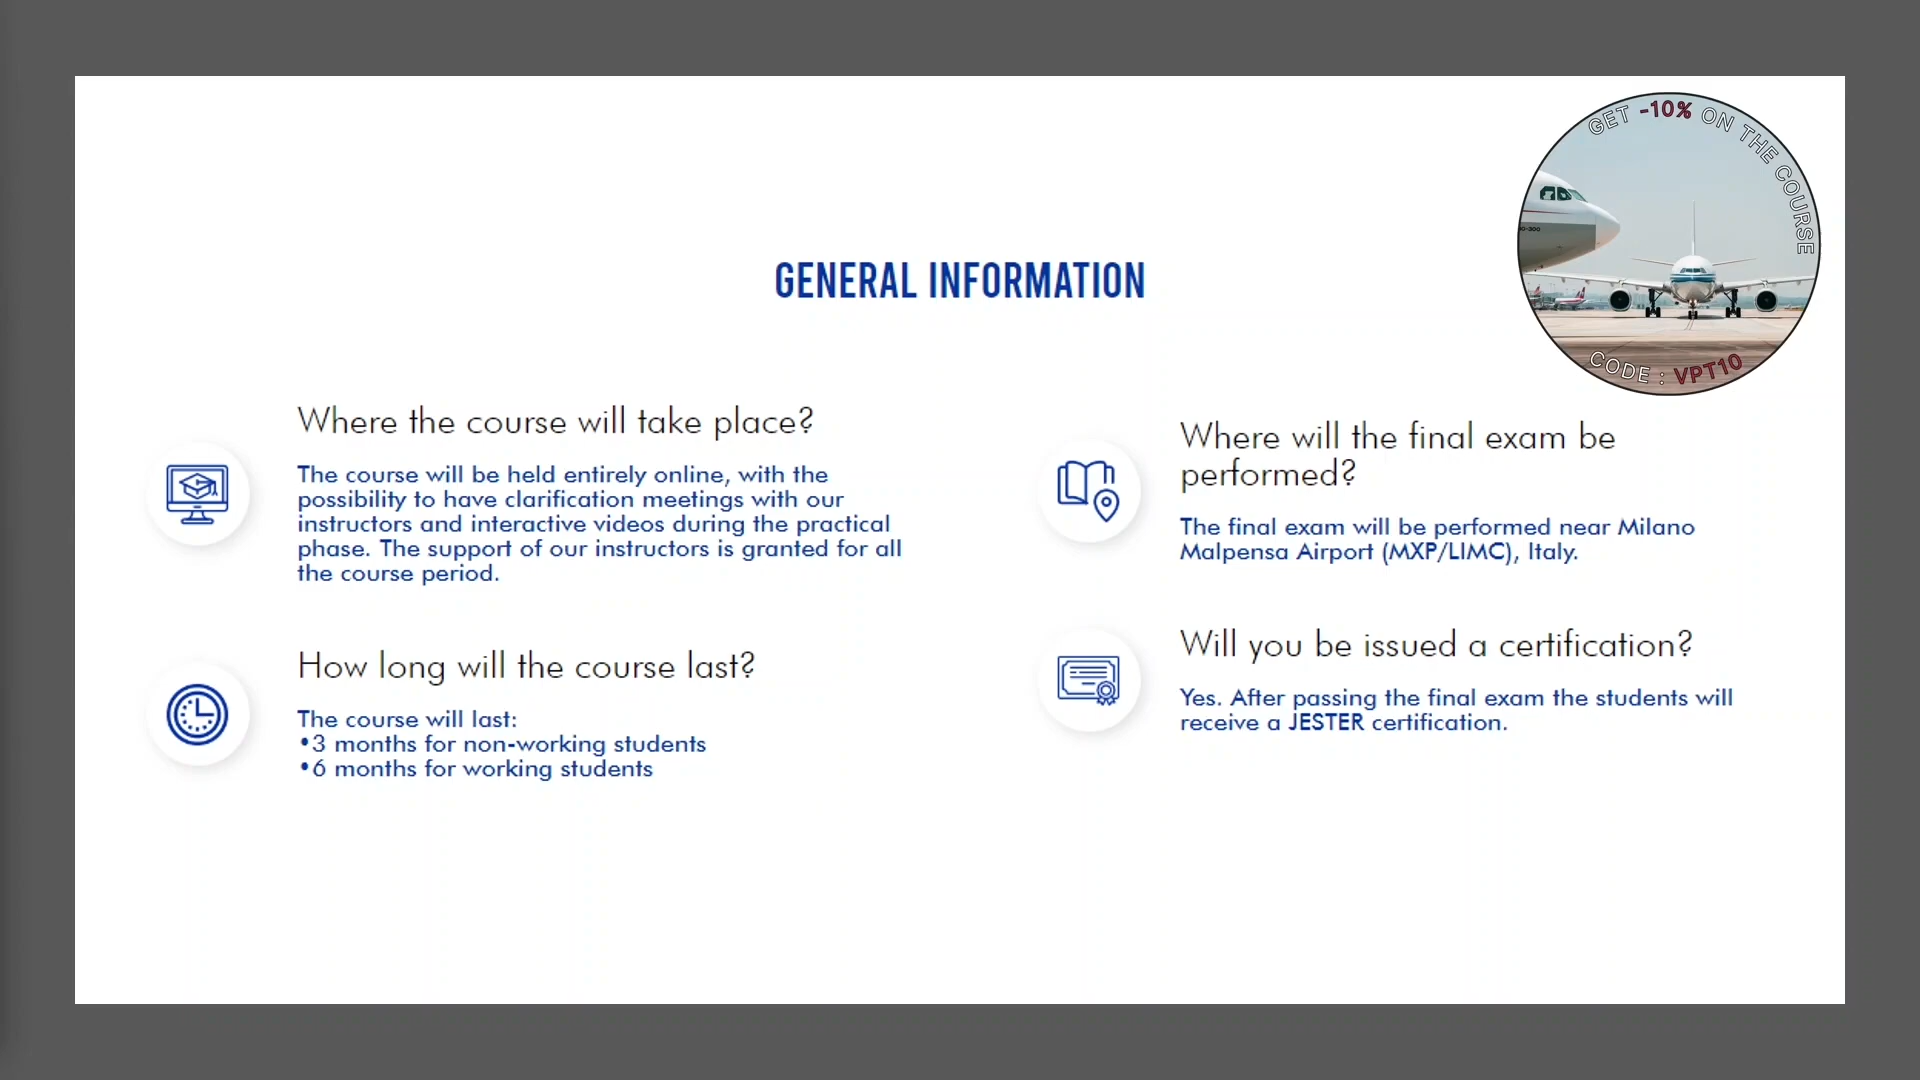 GET -10% ON THE COURSE
CODE : VPT10
GENERAL INFORMATION
Where the course will take place?
The course will be held entirely online, with the
possibility to have clarification meetings with our
instructors and interactive videos during the practical
phase. The support of our instructors is granted for all
the course period.
How long will the course last?
The course will last:
•3 months for non-working students
•6 months for working students
Where will the final exam be
performed?
The final exam will be performed near Milano
Malpensa Airport (MXP/LIMC), Italy.
Will you be issued a certification?
Yes. After passing the final exam the students will
receive a JESTER certification.